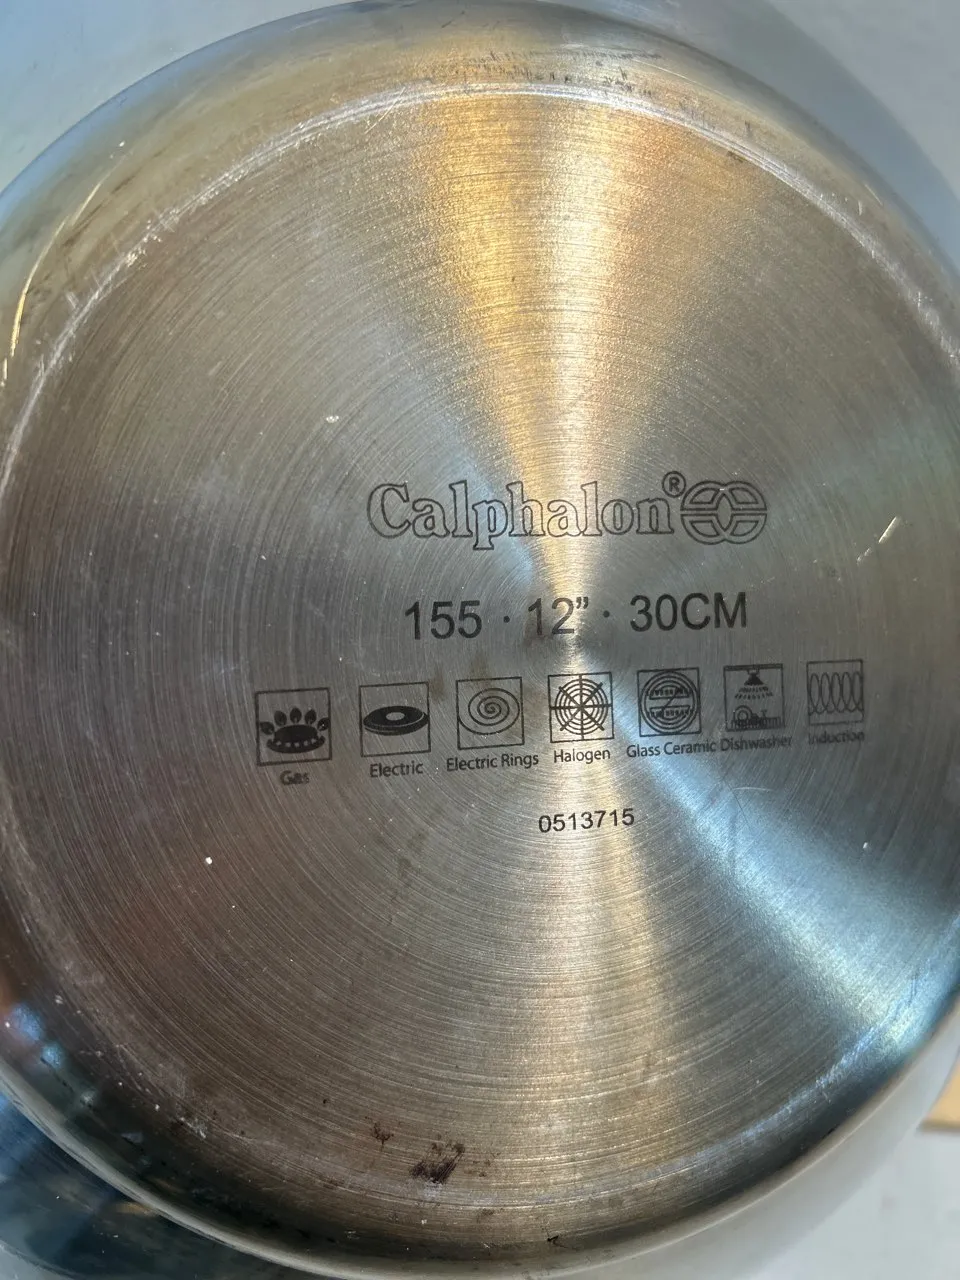 Calphalon®
155 · 12” · 30CM
Gas Electric Electric Rings Halogen Glass Ceramic Dishwasher Induction
0513715